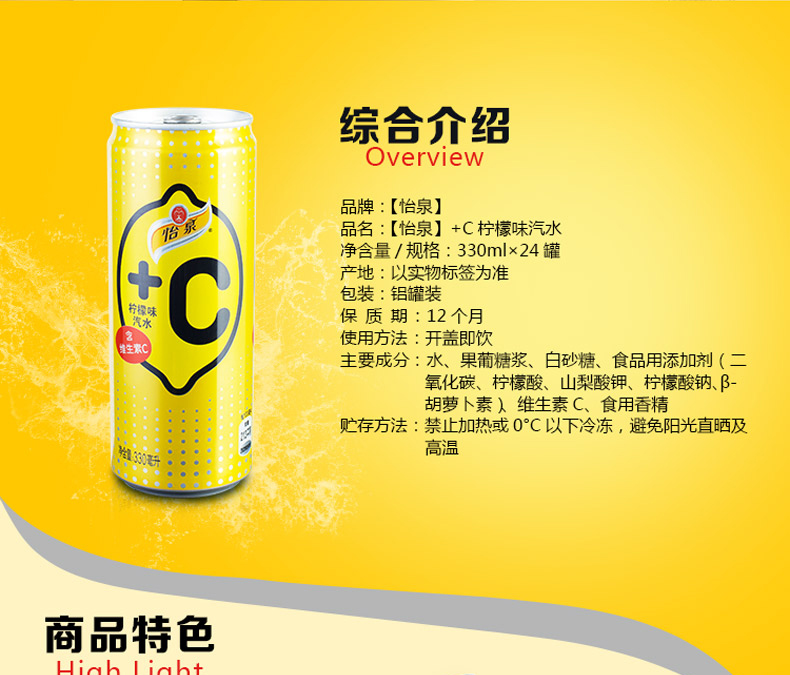 综合介绍
Overview
品牌：【怡泉】
品名：【怡泉】+C 柠檬味汽水
净含量 / 规格：330ml×24 罐
产地：以实物标签为准
包装：铝罐装
保 质 期：12 个月
使用方法：开盖即饮
主要成分：水、果葡糖浆、白砂糖、食品用添加剂（二
氧化碳、柠檬酸、山梨酸钾、柠檬酸钠、β-
胡萝卜素）、维生素 C、食用香精
贮存方法：禁止加热或 0°C 以下冷冻，避免阳光直晒及
高温
怡泉
+C
柠檬味
汽水
含
维生素C
净含量:330毫升
商品特色
High Light